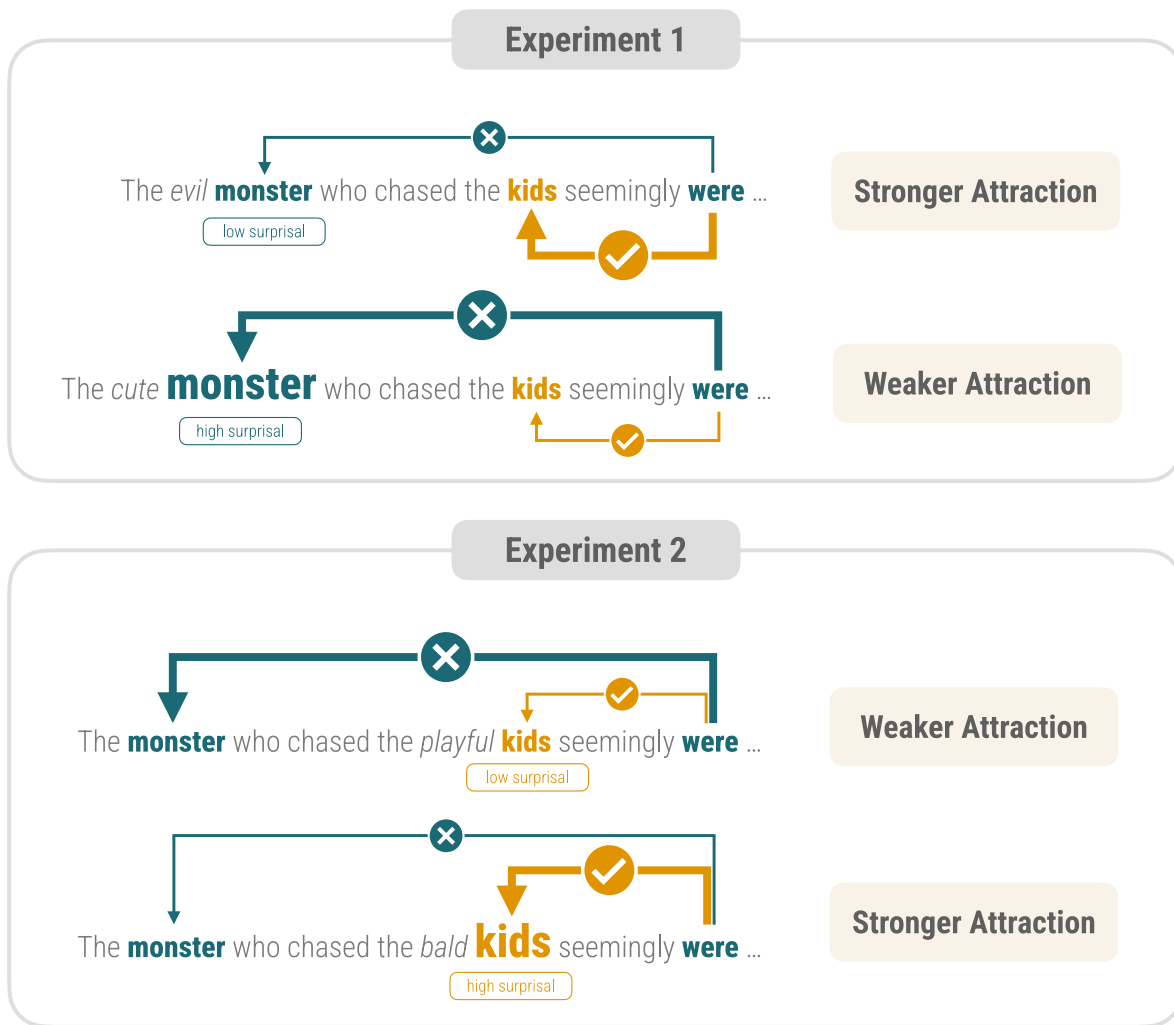 Experiment 1
The evil monster who chased the kids seemingly were ...
low surprisal
Stronger Attraction
The cute monster who chased the kids seemingly were ...
high surprisal
Weaker Attraction
Experiment 2
The monster who chased the playful kids seemingly were ...
low surprisal
Weaker Attraction
The monster who chased the bald kids seemingly were ...
high surprisal
Stronger Attraction